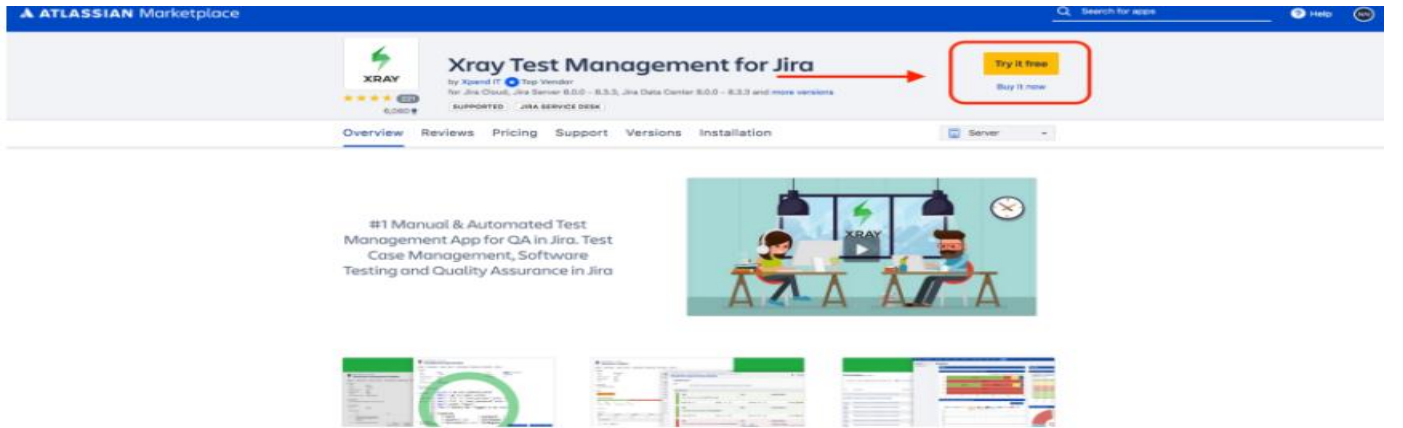 ATLASSIAN Marketplace
Search for apps
Help
XRAY
Xray Test Management for Jira
by Xpand IT Top Vendor
for Jira Cloud, Jira Server 8.0.0 - 8.3.3, Jira Data Center 8.0.0 - 8.3.3 and more versions
SUPPORTED JIRA SERVICE DESK
Try it free
Buy it now
Overview Reviews Pricing Support Versions Installation
Server
#1 Manual & Automated Test
Management App for QA in Jira. Test
Case Management, Software
Testing and Quality Assurance in Jira
XRAY